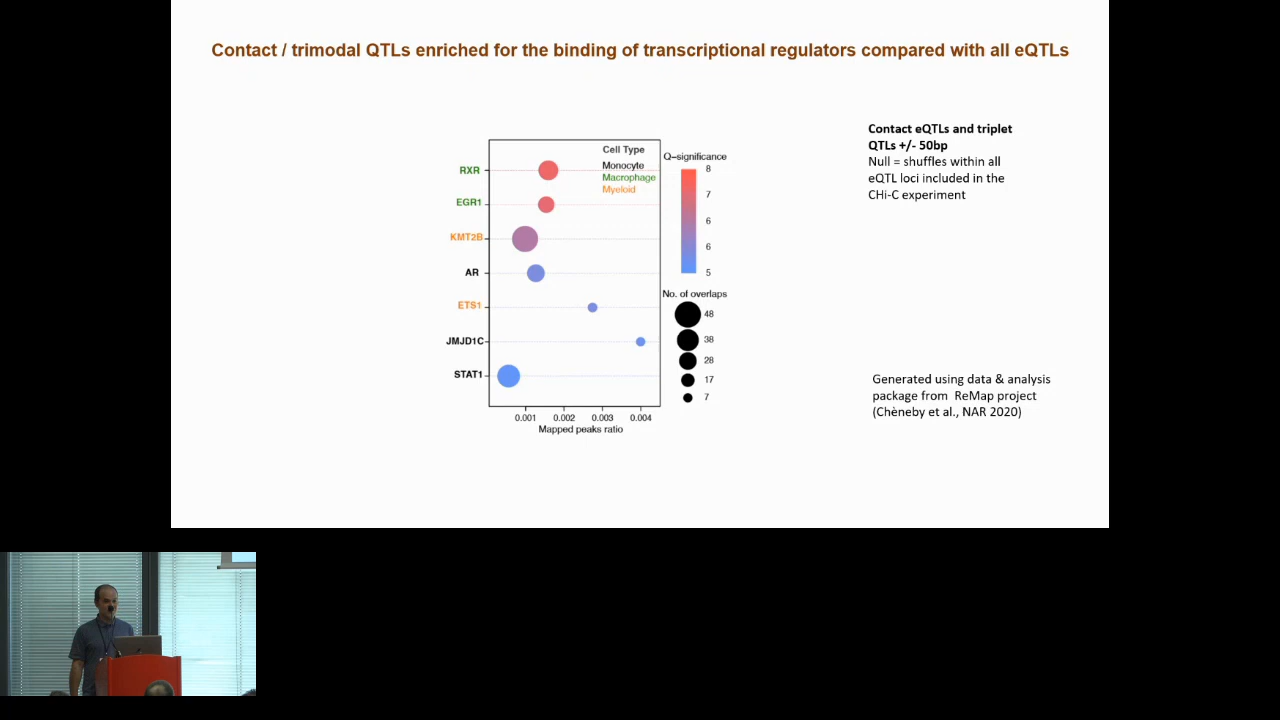 Contact / trimodal QTLs enriched for the binding of transcriptional regulators compared with all eQTLs
Contact eQTLs and triplet
QTLs +/- 50bp
Null = shuffles within all
eQTL loci included in the
CHi-C experiment
Cell Type
Monocyte
Macrophage
Myeloid
RXR
EGR1
KMT2B
AR
ETS1
JMJD1C
STAT1
0.001 0.002 0.003 0.004
Mapped peaks ratio
Q-significance
8
7
6
6
5
No. of overlaps
48
38
28
17
7
Generated using data & analysis
package from ReMap project
(Chèneby et al., NAR 2020)